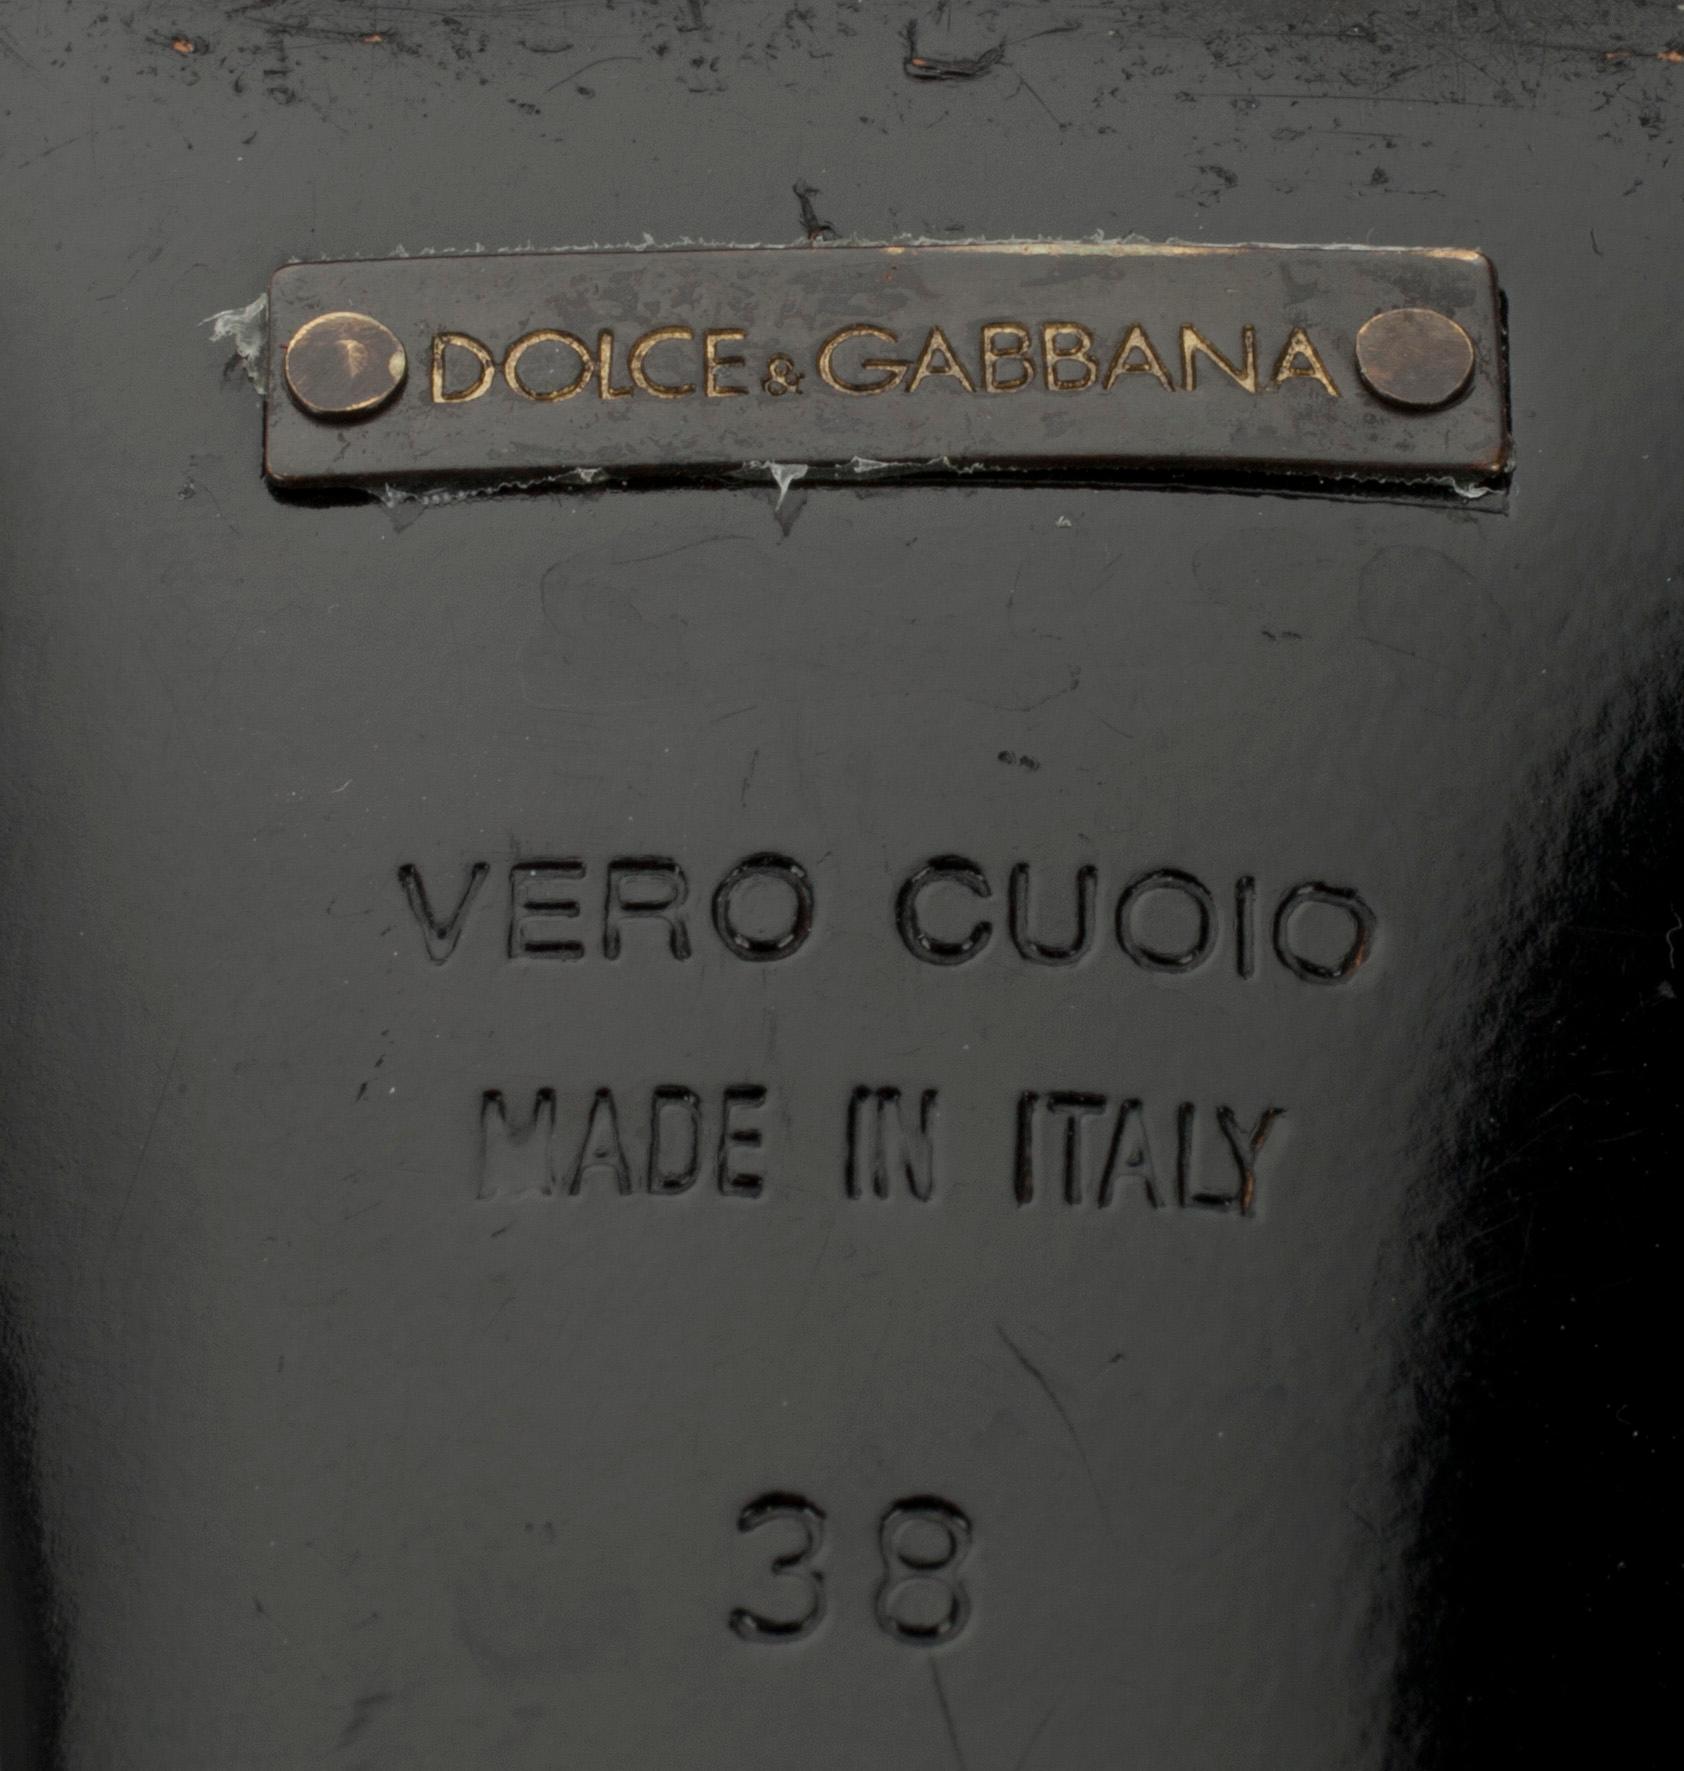 DOLCE & GABBANA
VERO CUOIO
MADE IN ITALY
38